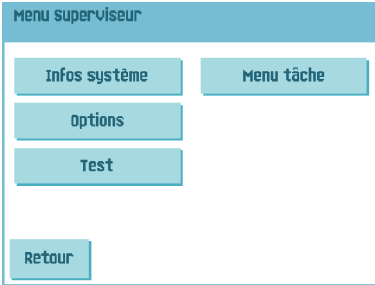 Menu Superviseur
Infos système
Menu tâche
Options
Test
Retour